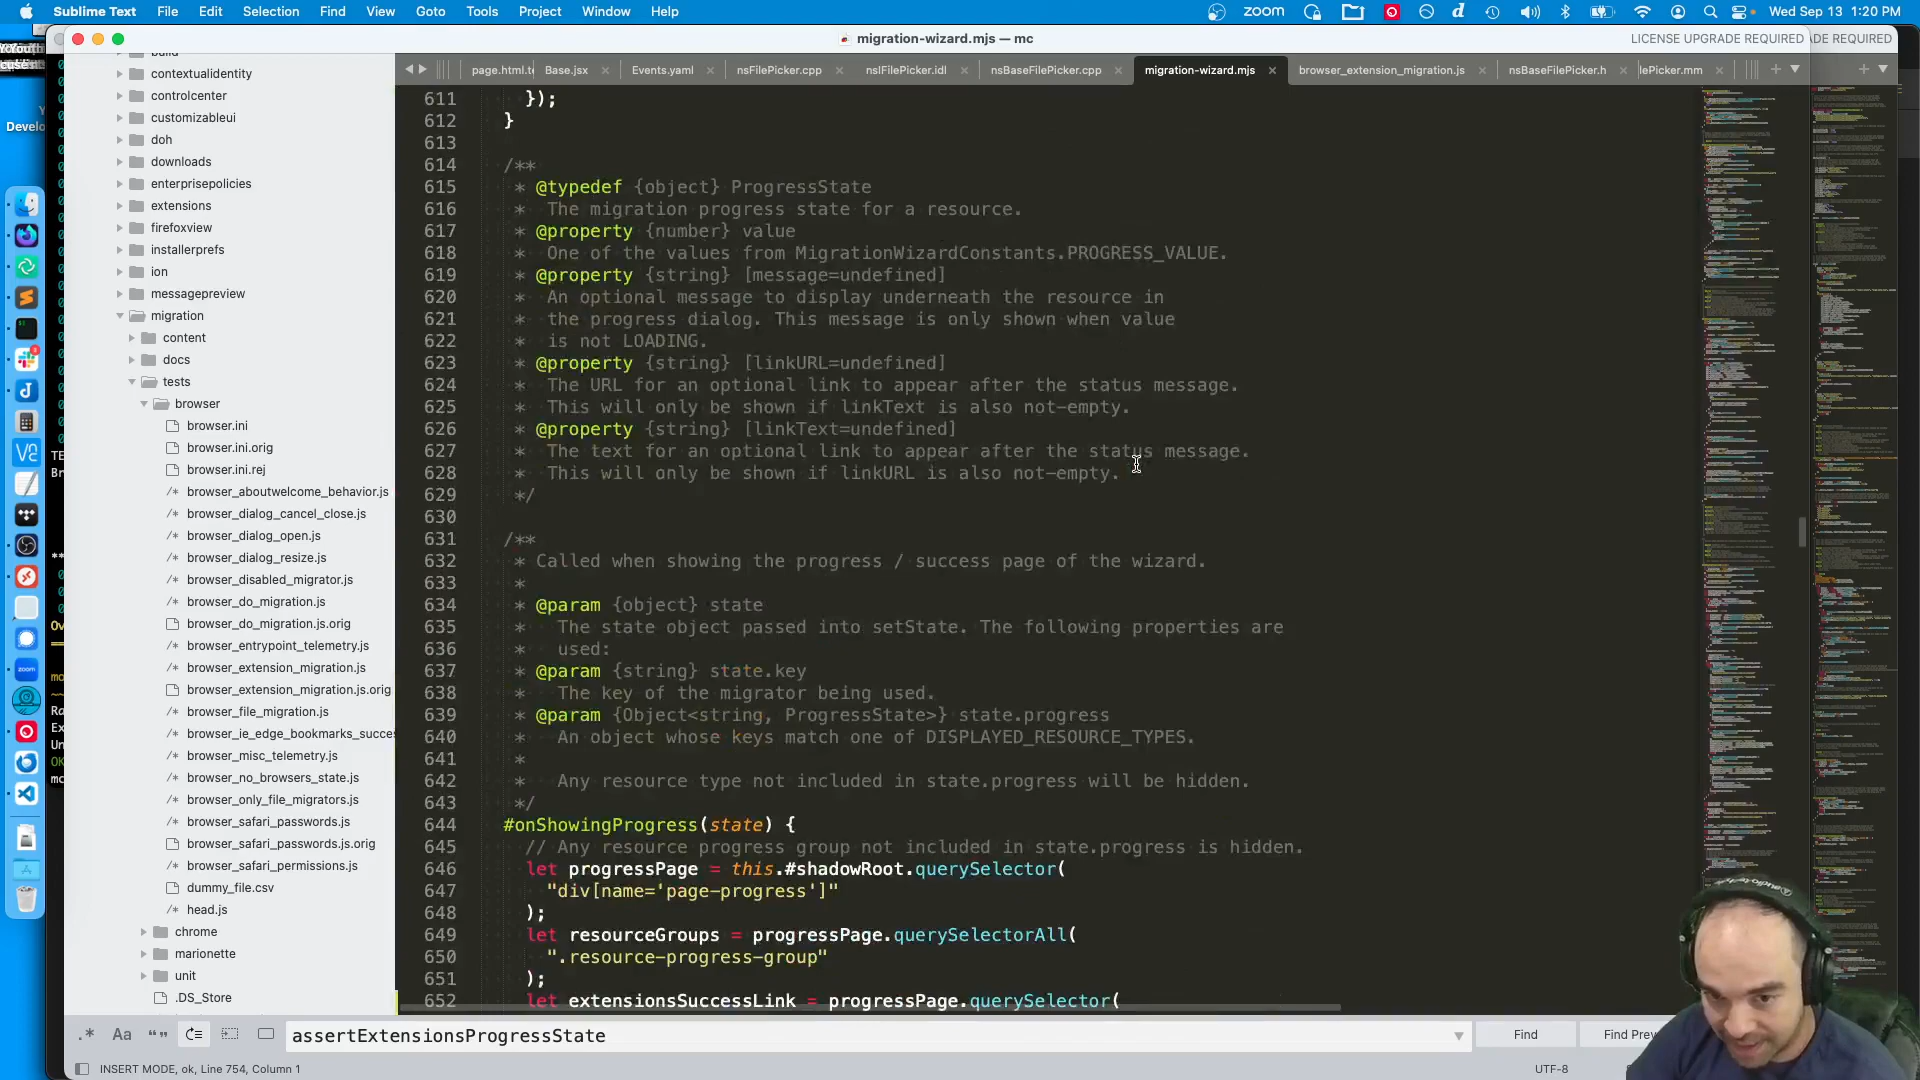 Sublime Text File Edit Selection Find View Goto Tools Project Window Help zoom Wed Sep 13 1:20 PM
migration-wizard.mjs — mc LICENSE UPGRADE REQUIRED ADE REQUIRED
page.html.te Base.jsx Events.yaml nsFilePicker.cpp nsIFilePicker.idl nsBaseFilePicker.cpp migration-wizard.mjs browser_extension_migration.js nsBaseFilePicker.h lePicker.mm
build
contextualidentity
controlcenter
customizableui
doh
downloads
enterprisepolicies
extensions
firefoxview
installerprefs
ion
messagepreview
migration
content
docs
tests
browser
browser.ini
browser.ini.orig
browser.ini.rej
/* browser_aboutwelcome_behavior.js
/* browser_dialog_cancel_close.js
/* browser_dialog_open.js
/* browser_dialog_resize.js
/* browser_disabled_migrator.js
/* browser_do_migration.js
browser_do_migration.js.orig
/* browser_entrypoint_telemetry.js
/* browser_extension_migration.js
browser_extension_migration.js.orig
/* browser_file_migration.js
/* browser_ie_edge_bookmarks_succes
/* browser_misc_telemetry.js
/* browser_no_browsers_state.js
/* browser_only_file_migrators.js
/* browser_safari_passwords.js
browser_safari_passwords.js.orig
/* browser_safari_permissions.js
dummy_file.csv
/* head.js
chrome
marionette
unit
.DS_Store
611 });
612 }
613
614 /**
615 * @typedef {object} ProgressState
616 * The migration progress state for a resource.
617 * @property {number} value
618 * One of the values from MigrationWizardConstants.PROGRESS_VALUE.
619 * @property {string} [message=undefined]
620 * An optional message to display underneath the resource in
621 * the progress dialog. This message is only shown when value
622 * is not LOADING.
623 * @property {string} [linkURL=undefined]
624 * The URL for an optional link to appear after the status message.
625 * This will only be shown if linkText is also not-empty.
626 * @property {string} [linkText=undefined]
627 * The text for an optional link to appear after the status message.
628 * This will only be shown if linkURL is also not-empty.
629 */
630
631 /**
632 * Called when showing the progress / success page of the wizard.
633 *
634 * @param {object} state
635 * The state object passed into setState. The following properties are
636 * used:
637 * @param {string} state.key
638 * The key of the migrator being used.
639 * @param {Object<string, ProgressState>} state.progress
640 * An object whose keys match one of DISPLAYED_RESOURCE_TYPES.
641 *
642 * Any resource type not included in state.progress will be hidden.
643 */
644 #onShowingProgress(state) {
645 // Any resource progress group not included in state.progress is hidden.
646 let progressPage = this.#shadowRoot.querySelector(
647 "div[name='page-progress']"
648 );
649 let resourceGroups = progressPage.querySelectorAll(
650 ".resource-progress-group"
651 );
652 let extensionsSuccessLink = progressPage.querySelector(
.* Aa assertExtensionsProgressState Find Find Prev
INSERT MODE, ok, Line 754, Column 1 UTF-8